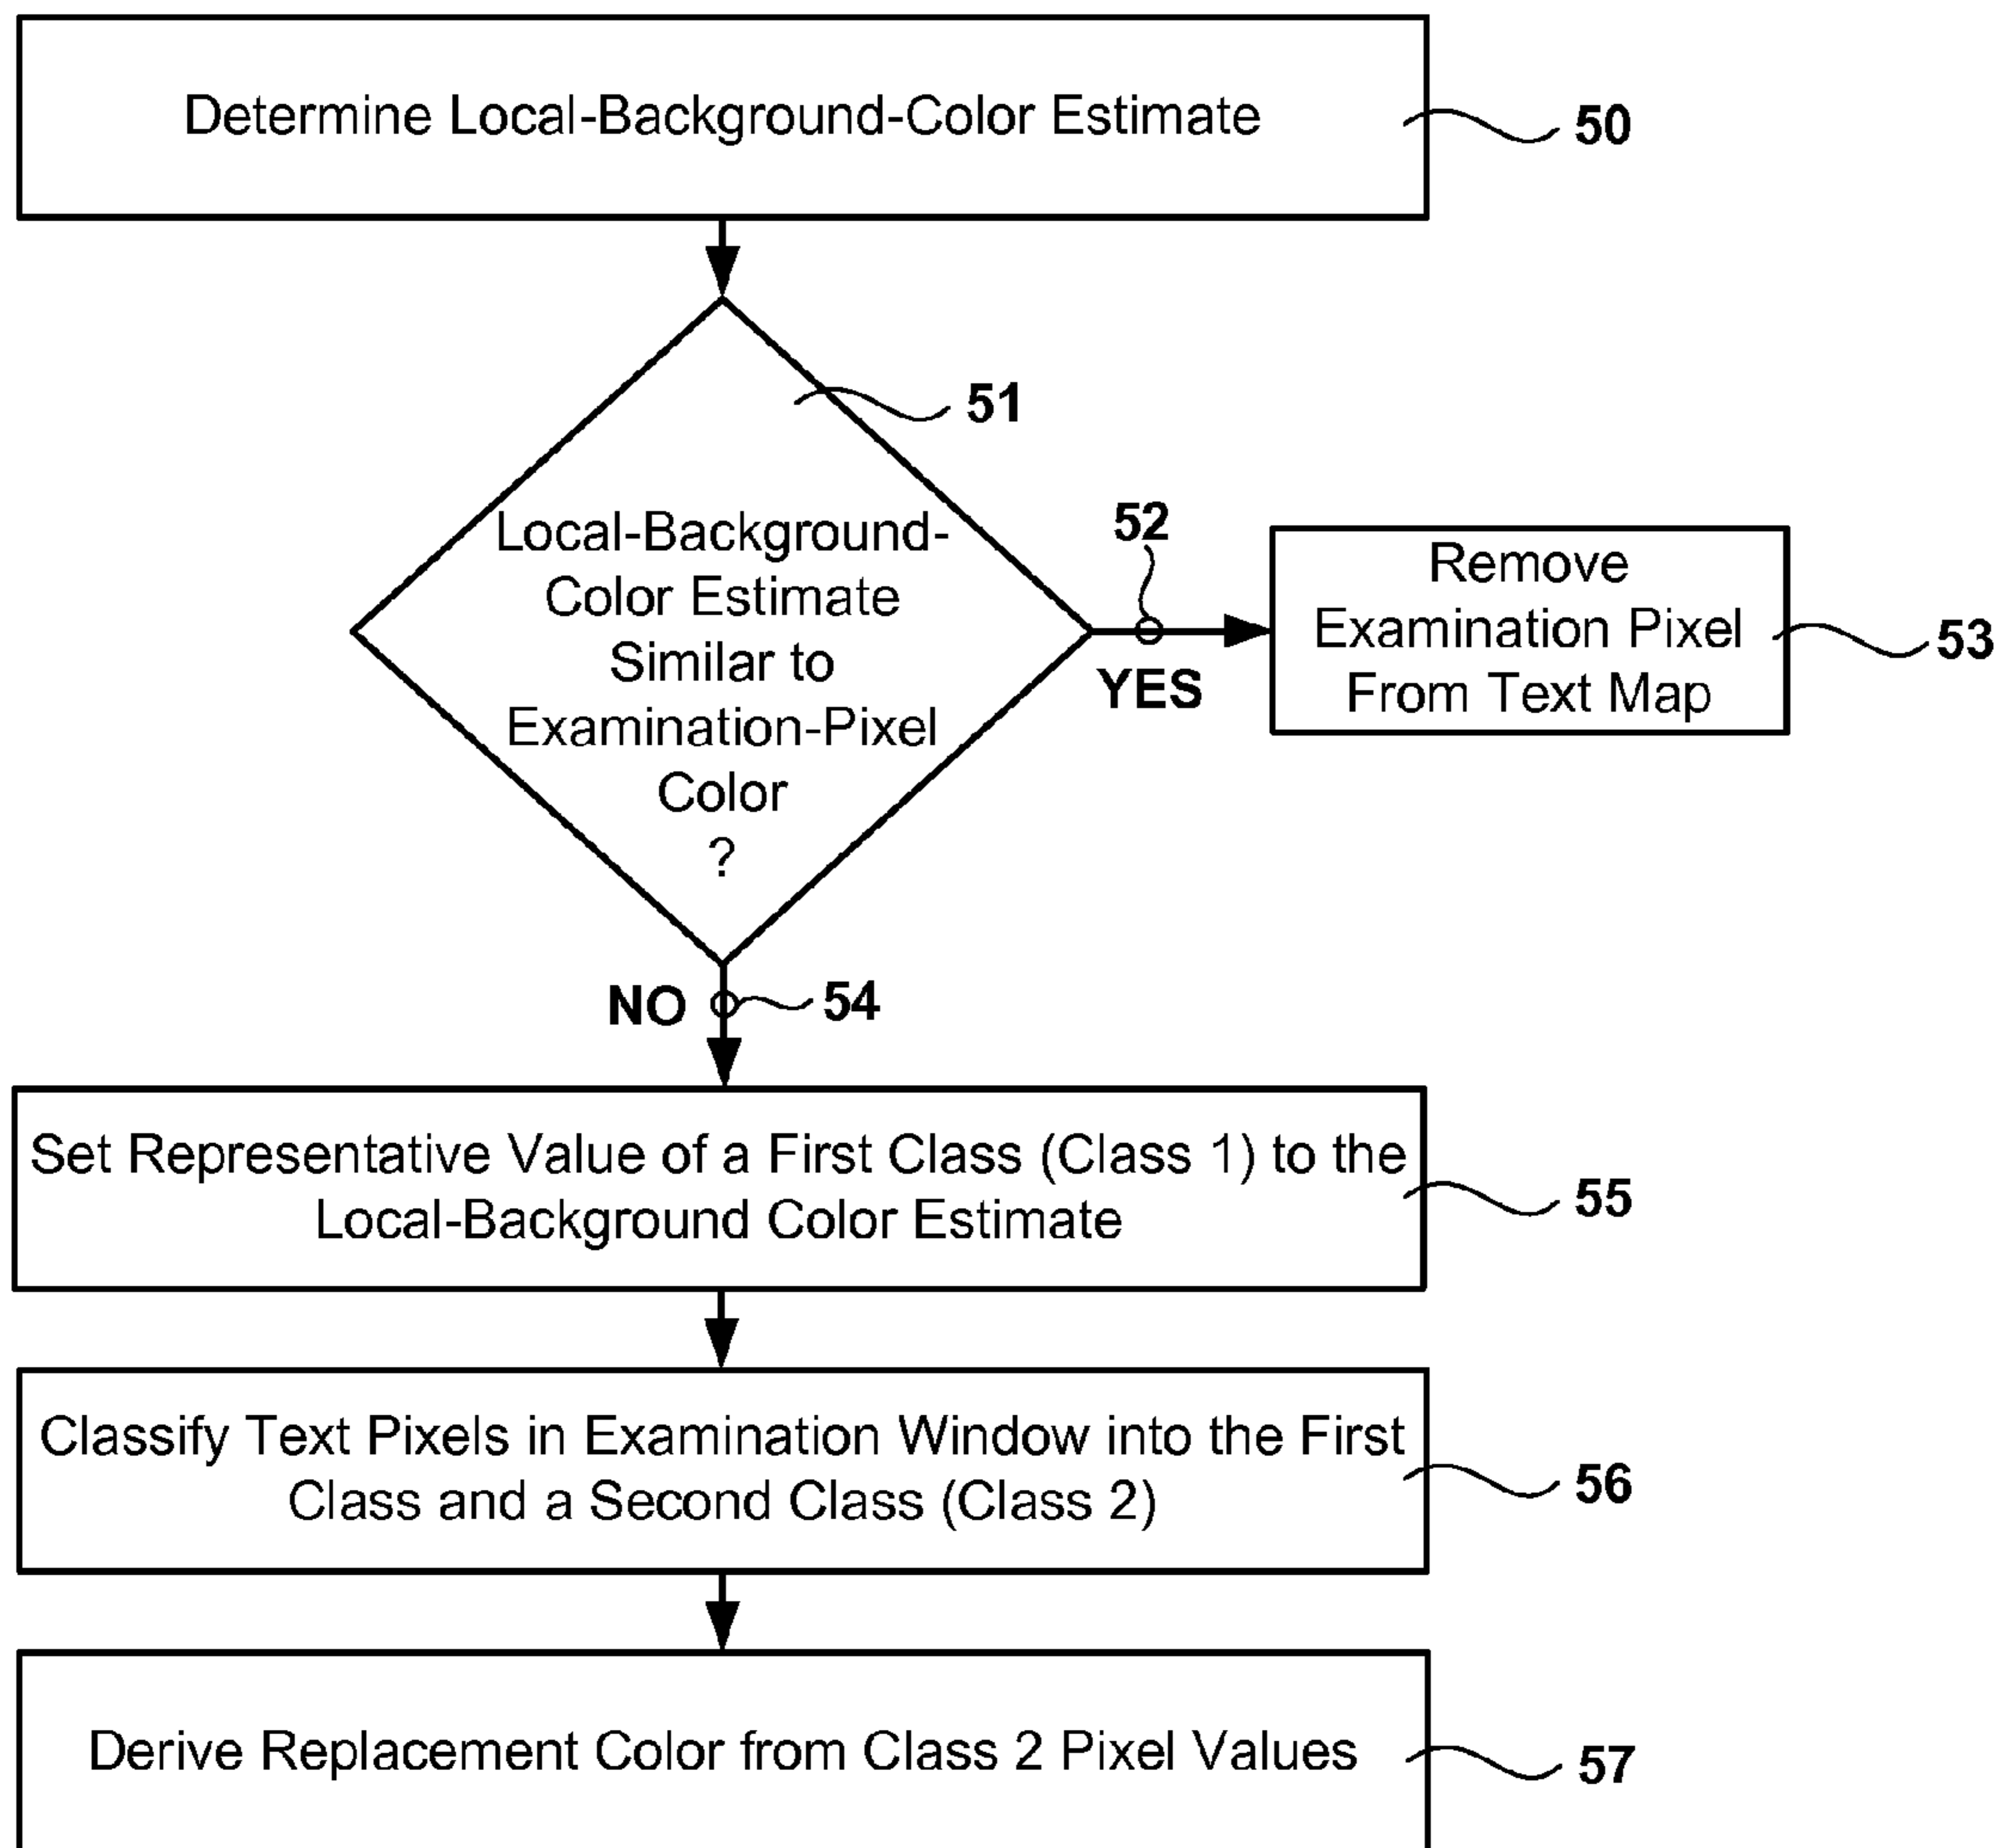 Determine Local-Background-Color Estimate
50
51
Local-Background-
Color Estimate
Similar to
Examination-Pixel
Color
?
52
YES
Remove
Examination Pixel
From Text Map
53
NO
54
Set Representative Value of a First Class (Class 1) to the
Local-Background Color Estimate
55
Classify Text Pixels in Examination Window into the First
Class and a Second Class (Class 2)
56
Derive Replacement Color from Class 2 Pixel Values
57